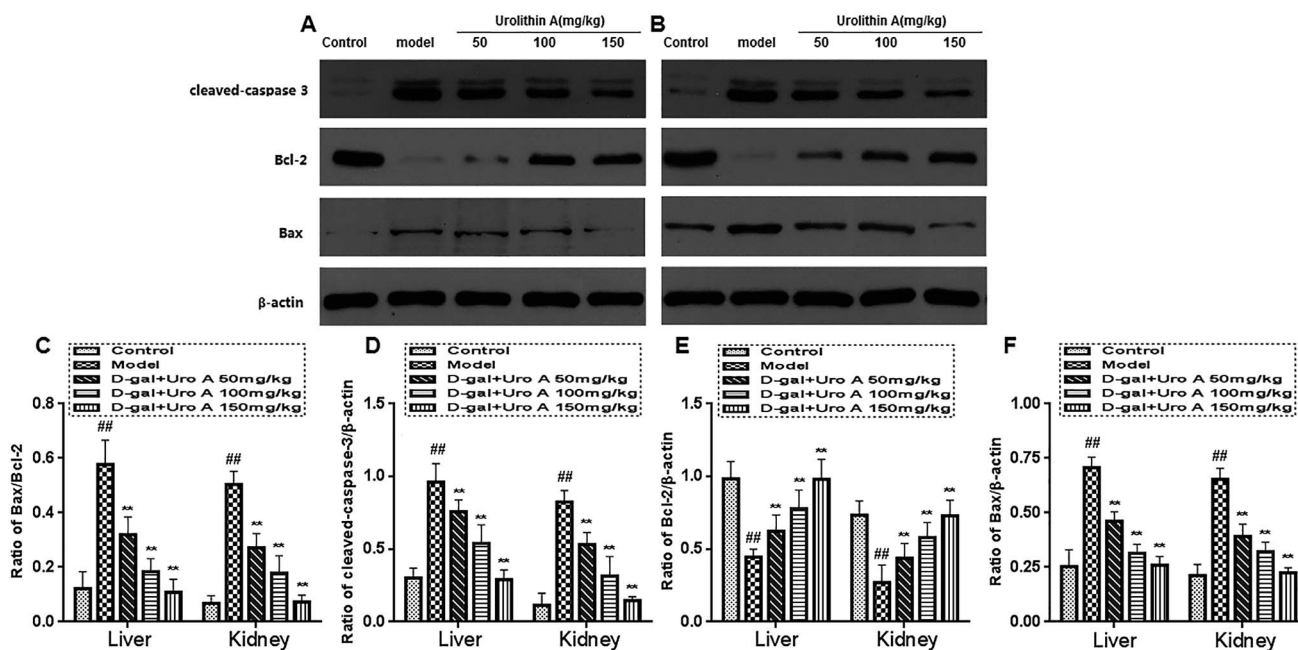 A
Urolithin A(mg/kg)
Control model 50 100 150
B
Urolithin A(mg/kg)
Control model 50 100 150
cleaved-caspase 3
Bcl-2
Bax
β-actin
C
Control
Model
D-gal+Uro A 50mg/kg
D-gal+Uro A 100mg/kg
D-gal+Uro A 150mg/kg
Ratio of Bax/Bcl-2
0.8
0.6
0.4
0.2
0.0
##
**
**
**
##
**
**
**
Liver Kidney
D
Control
Model
D-gal+Uro A 50mg/kg
D-gal+Uro A 100mg/kg
D-gal+Uro A 150mg/kg
Ratio of cleaved-caspase-3/β-actin
1.5
1.0
0.5
0.0
##
**
**
**
##
**
**
**
Liver Kidney
E
Control
Model
D-gal+Uro A 50mg/kg
D-gal+Uro A 100mg/kg
D-gal+Uro A 150mg/kg
Ratio of Bcl-2/β-actin
1.5
1.0
0.5
0.0
##
**
**
**
##
**
**
**
Liver Kidney
F
Control
Model
D-gal+Uro A 50mg/kg
D-gal+Uro A 100mg/kg
D-gal+Uro A 150mg/kg
Ratio of Bax/β-actin
1.00
0.75
0.50
0.25
0.00
##
**
**
**
##
**
**
**
Liver Kidney